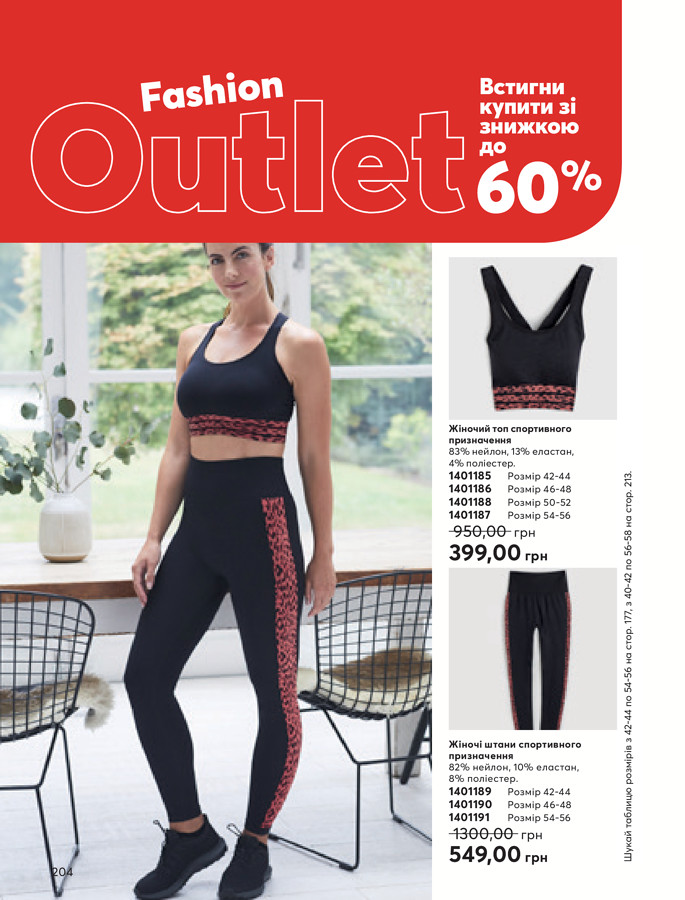 Fashion
Outlet
Встигни
купити зі
знижкою
до
60%
Жіночий топ спортивного
призначення
83% нейлон, 13% еластан,
4% поліестер.
1401185 Розмір 42-44
1401186 Розмір 46-48
1401188 Розмір 50-52
1401187 Розмір 54-56
950,00 грн
399,00 грн
Жіночі штани спортивного
призначення
82% нейлон, 10% еластан,
8% поліестер.
1401189 Розмір 42-44
1401190 Розмір 46-48
1401191 Розмір 54-56
1300,00 грн
549,00 грн
Шукай таблицю розмірів з 42-44 по 54-56 на стор. 177, з 40-42 по 56-58 на стор. 213.
204